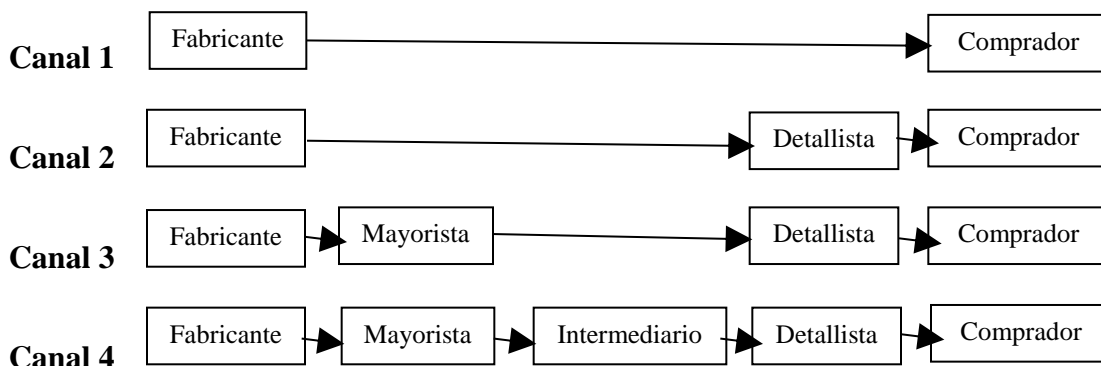 Canal 1 Fabricante Comprador
Canal 2 Fabricante Detallista Comprador
Canal 3 Fabricante Mayorista Detallista Comprador
Canal 4 Fabricante Mayorista Intermediario Detallista Comprador